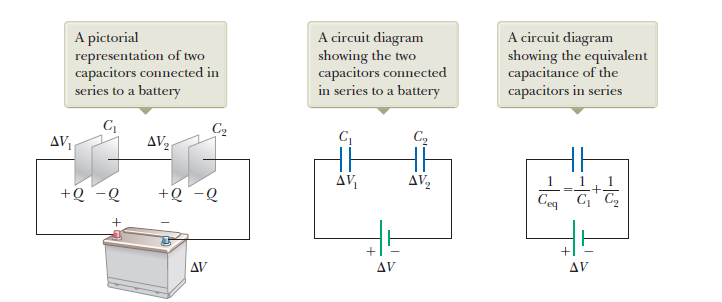 A pictorial
representation of two
capacitors connected in
series to a battery
C₁
C₂
ΔV₁
ΔV₂
+Q −Q
+Q −Q
+ −
ΔV
A circuit diagram
showing the two
capacitors connected
in series to a battery
C₁
C₂
ΔV₁
ΔV₂
+ −
ΔV
A circuit diagram
showing the equivalent
capacitance of the
capacitors in series
1/Ceq = 1/C₁ + 1/C₂
+ −
ΔV